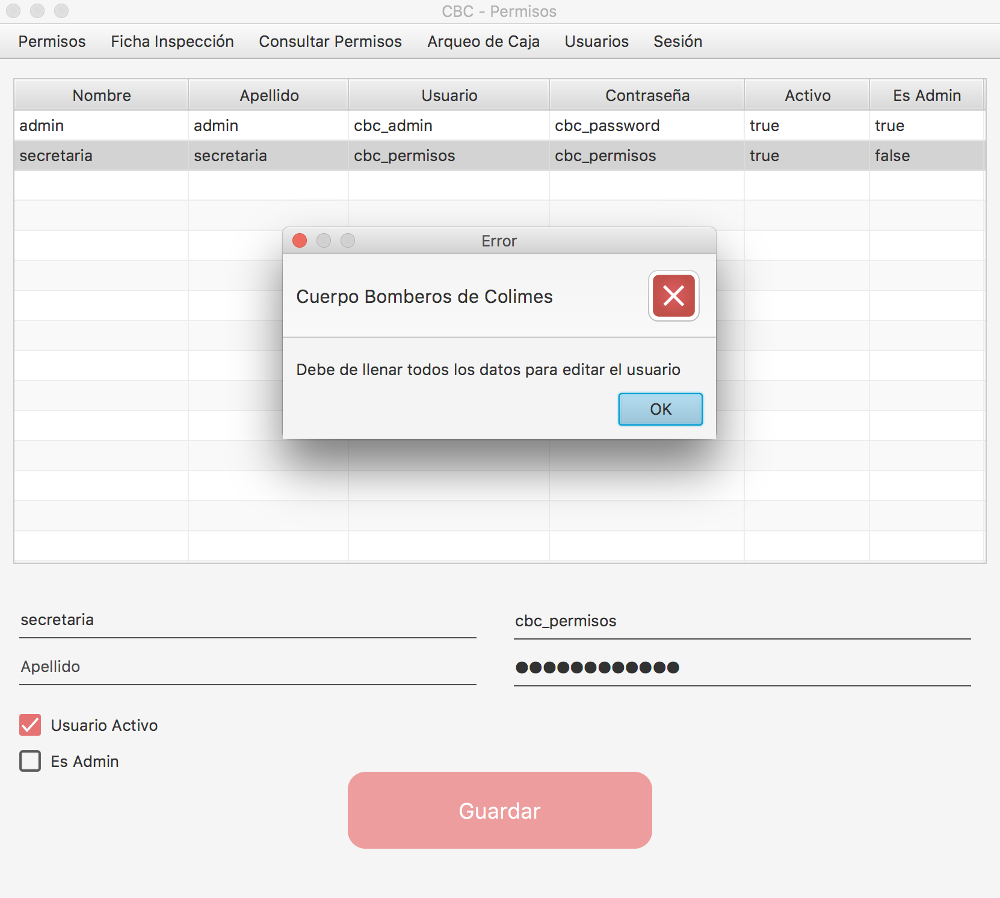 CBC - Permisos
Permisos Ficha Inspección Consultar Permisos Arqueo de Caja Usuarios Sesión
Nombre Apellido Usuario Contraseña Activo Es Admin
admin admin cbc_admin cbc_password true true
secretaria secretaria cbc_permisos cbc_permisos true false
Error
Cuerpo Bomberos de Colimes
Debe de llenar todos los datos para editar el usuario
OK
secretaria cbc_permisos
Apellido ●●●●●●●●●●●●
Usuario Activo
Es Admin
Guardar